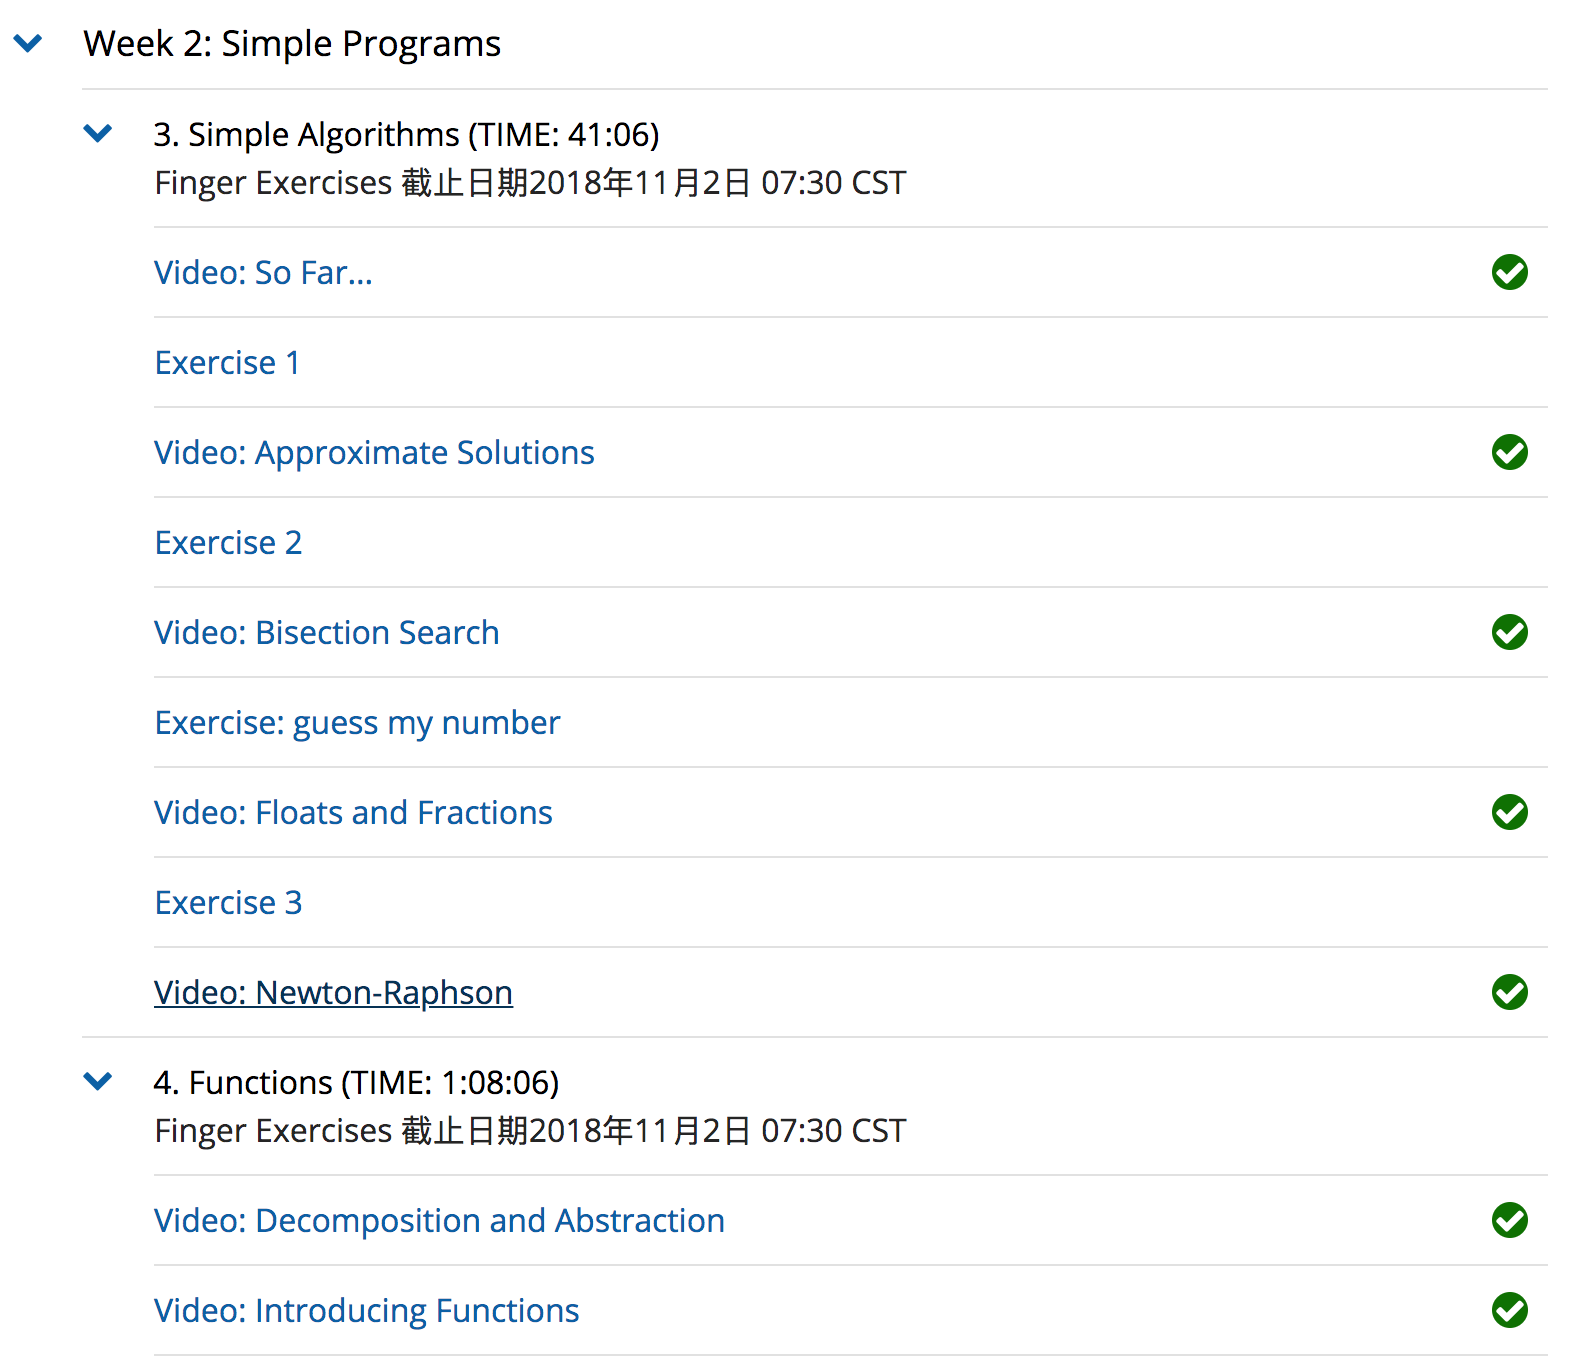 Week 2: Simple Programs
3. Simple Algorithms (TIME: 41:06)
Finger Exercises 截止日期2018年11月2日 07:30 CST
Video: So Far...
Exercise 1
Video: Approximate Solutions
Exercise 2
Video: Bisection Search
Exercise: guess my number
Video: Floats and Fractions
Exercise 3
Video: Newton-Raphson
4. Functions (TIME: 1:08:06)
Finger Exercises 截止日期2018年11月2日 07:30 CST
Video: Decomposition and Abstraction
Video: Introducing Functions